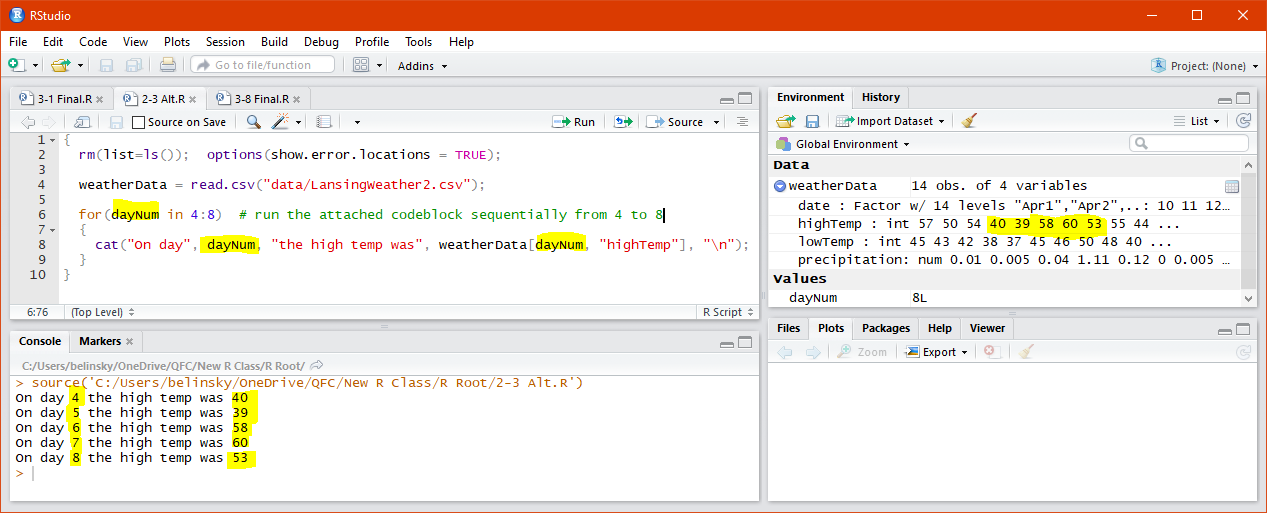 RStudio
File Edit Code View Plots Session Build Debug Profile Tools Help
Go to file/function Addins Project: (None)
3-1 Final.R 2-3 Alt.R 3-8 Final.R
Source on Save Run Source
1 {
2 rm(list=ls()); options(show.error.locations = TRUE);
3
4 weatherData = read.csv("data/LansingWeather2.csv");
5
6 for(dayNum in 4:8) # run the attached codeblock sequentially from 4 to 8
7 {
8 cat("On day", dayNum, "the high temp was", weatherData[dayNum, "highTemp"], "\n");
9 }
10 }
6:76 (Top Level) R Script
Console Markers
C:/Users/belinsky/OneDrive/QFC/New R Class/R Root/
> source('C:/Users/belinsky/OneDrive/QFC/New R Class/R Root/2-3 Alt.R')
On day 4 the high temp was 40
On day 5 the high temp was 39
On day 6 the high temp was 58
On day 7 the high temp was 60
On day 8 the high temp was 53
>
Environment History
Import Dataset List
Global Environment
Data
weatherData 14 obs. of 4 variables
date : Factor w/ 14 levels "Apr1","Apr2",..: 10 11 12…
highTemp : int 57 50 54 40 39 58 60 53 55 44 ...
lowTemp : int 45 43 42 38 37 45 46 50 48 40 ...
precipitation: num 0.01 0.005 0.04 1.11 0.12 0 0.005 …
Values
dayNum 8L
Files Plots Packages Help Viewer
Zoom Export